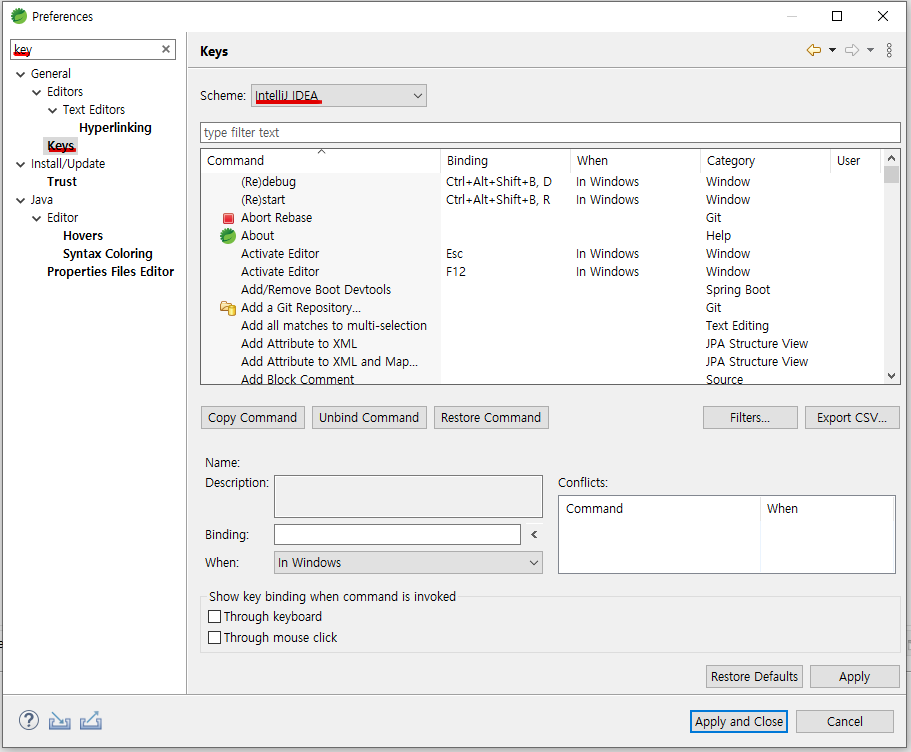 Preferences
key
General
Editors
Text Editors
Hyperlinking
Keys
Install/Update
Trust
Java
Editor
Hovers
Syntax Coloring
Properties Files Editor
Keys
Scheme: IntelliJ IDEA
type filter text
Command Binding When Category User
(Re)debug Ctrl+Alt+Shift+B, D In Windows Window
(Re)start Ctrl+Alt+Shift+B, R In Windows Window
Abort Rebase Git
About Help
Activate Editor Esc In Windows Window
Activate Editor F12 In Windows Window
Add/Remove Boot Devtools Spring Boot
Add a Git Repository... Git
Add all matches to multi-selection Text Editing
Add Attribute to XML JPA Structure View
Add Attribute to XML and Map... JPA Structure View
Add Block Comment Source
Copy Command Unbind Command Restore Command Filters... Export CSV...
Name:
Description: Conflicts:
Command When
Binding:
When: In Windows
Show key binding when command is invoked
Through keyboard
Through mouse click
Restore Defaults Apply
Apply and Close Cancel